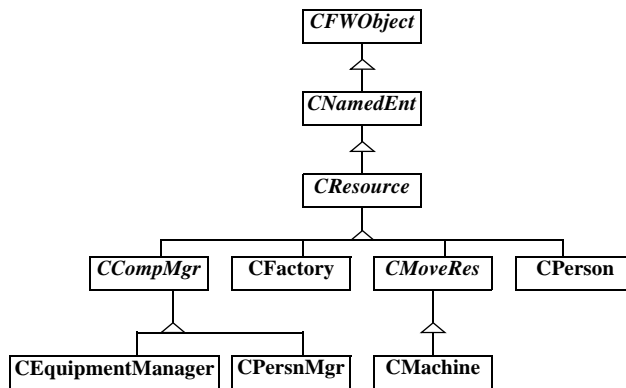 CFWObject
CNamedEnt
CResource
CCompMgr
CFactory
CMoveRes
CPerson
CEquipmentManager
CPersnMgr
CMachine